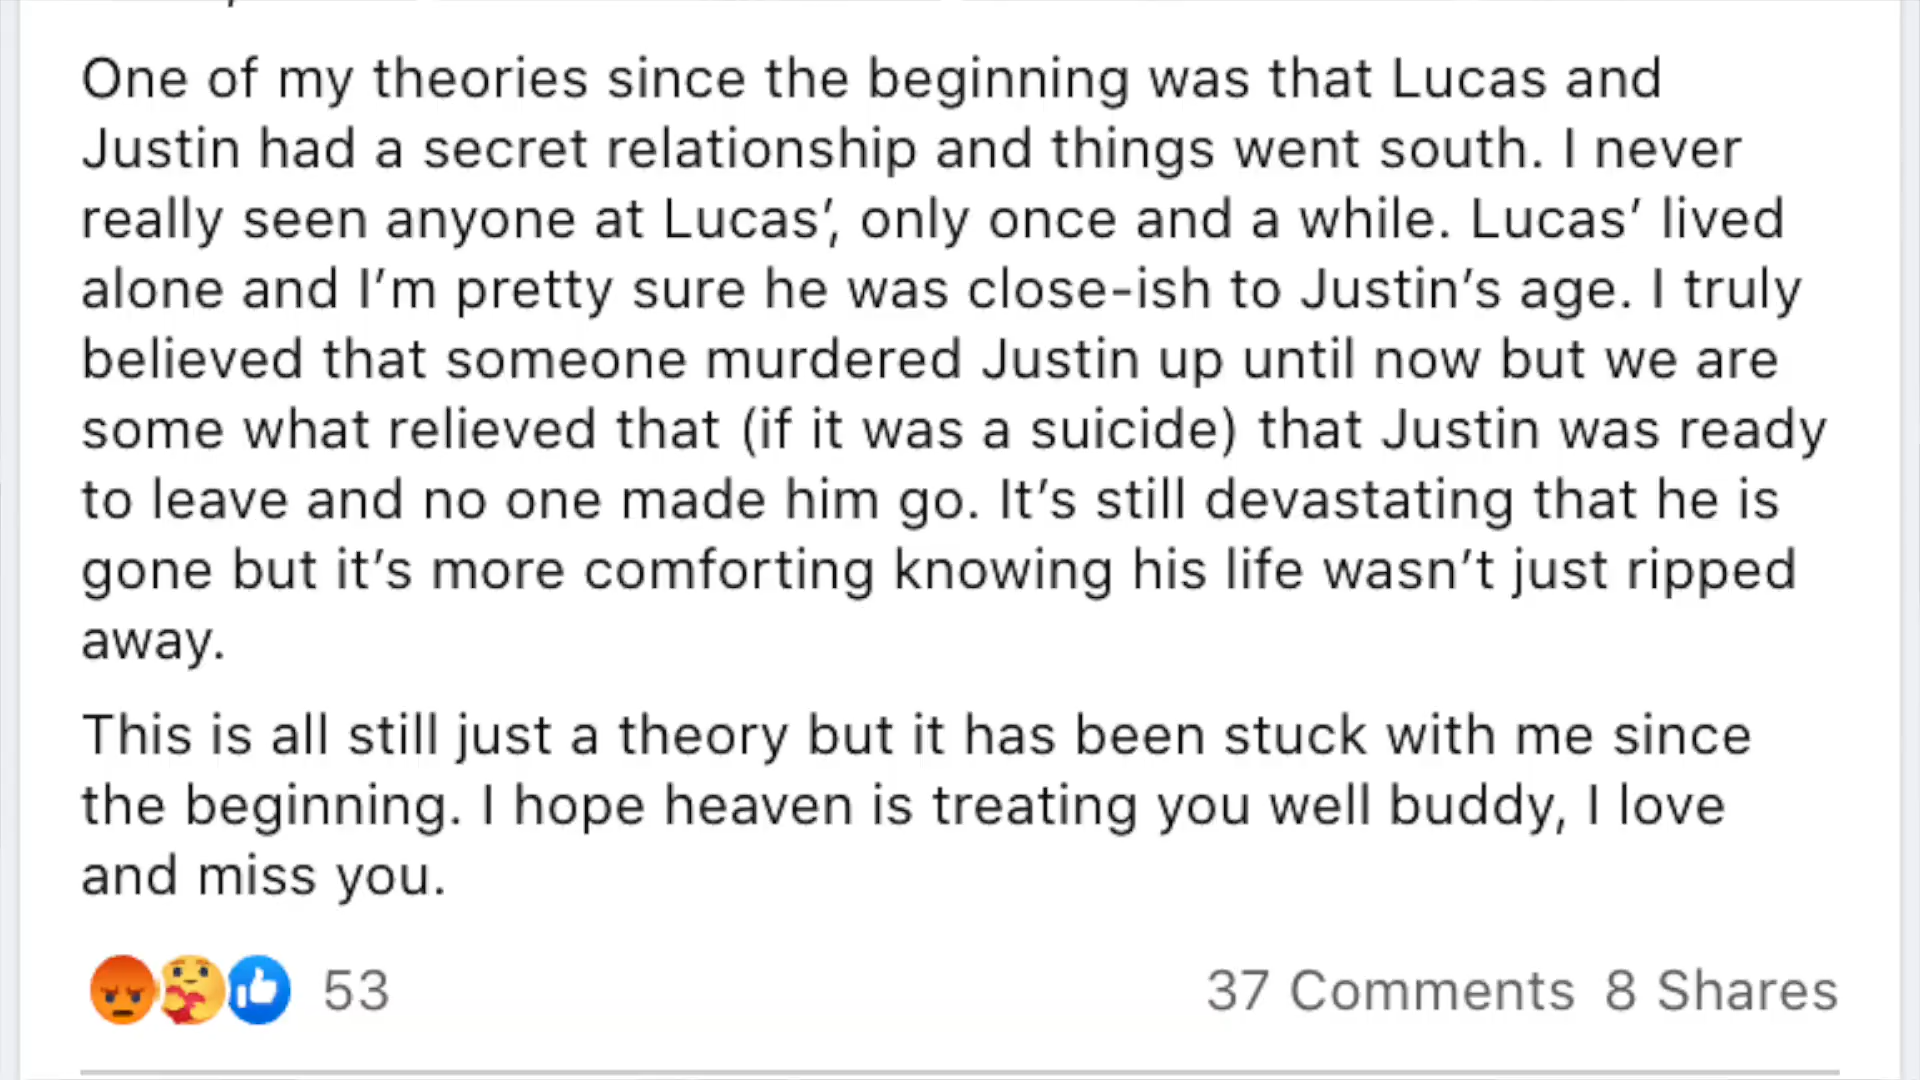 One of my theories since the beginning was that Lucas and
Justin had a secret relationship and things went south. I never
really seen anyone at Lucas’, only once and a while. Lucas’ lived
alone and I’m pretty sure he was close-ish to Justin’s age. I truly
believed that someone murdered Justin up until now but we are
some what relieved that (if it was a suicide) that Justin was ready
to leave and no one made him go. It’s still devastating that he is
gone but it’s more comforting knowing his life wasn’t just ripped
away.
This is all still just a theory but it has been stuck with me since
the beginning. I hope heaven is treating you well buddy, I love
and miss you.
53
37 Comments 8 Shares